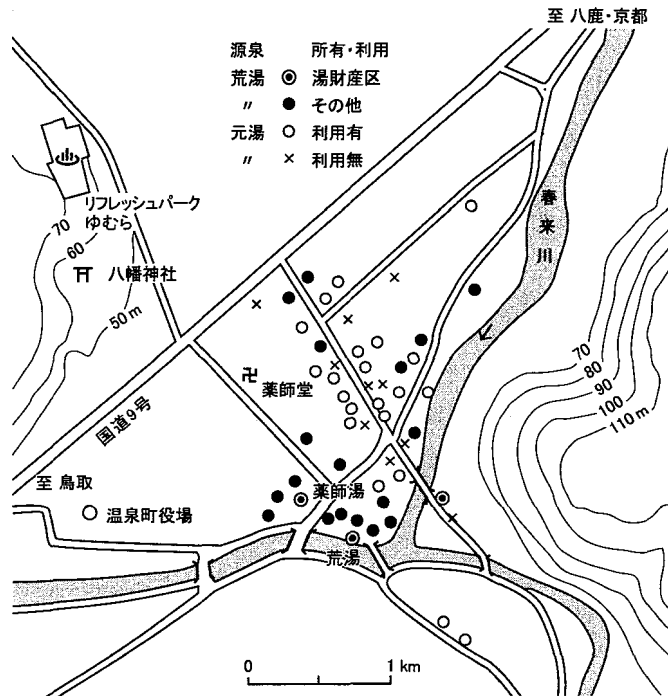 至 八鹿・京都
源泉 所有・利用
荒湯 湯財産区
〃 その他
元湯 利用有
〃 利用無
リフレッシュパーク
ゆむら
70
60
八幡神社
50m
春来川
70
80
90
100
110m
薬師堂
国道9号
至 鳥取
薬師湯
温泉町役場
荒湯
0 1 km